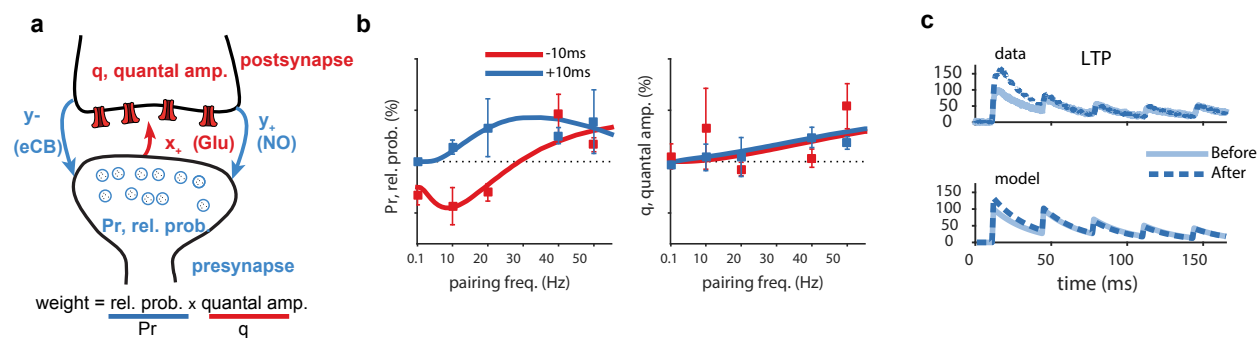 a
postsynapse
q, quantal amp.
y-
(eCB)
x+ (Glu)
y+
(NO)
Pr, rel. prob.
presynapse
weight = rel. prob. x quantal amp.
Pr
q
b
-10ms
+10ms
Pr, rel. prob. (%)
0.1 10 20 30 40 50
pairing freq. (Hz)
q, quantal amp. (%)
0.1 10 20 30 40 50
pairing freq. (Hz)
c
data
LTP
150
100
50
0
Before
After
model
150
100
50
0
0 50 100 150
time (ms)